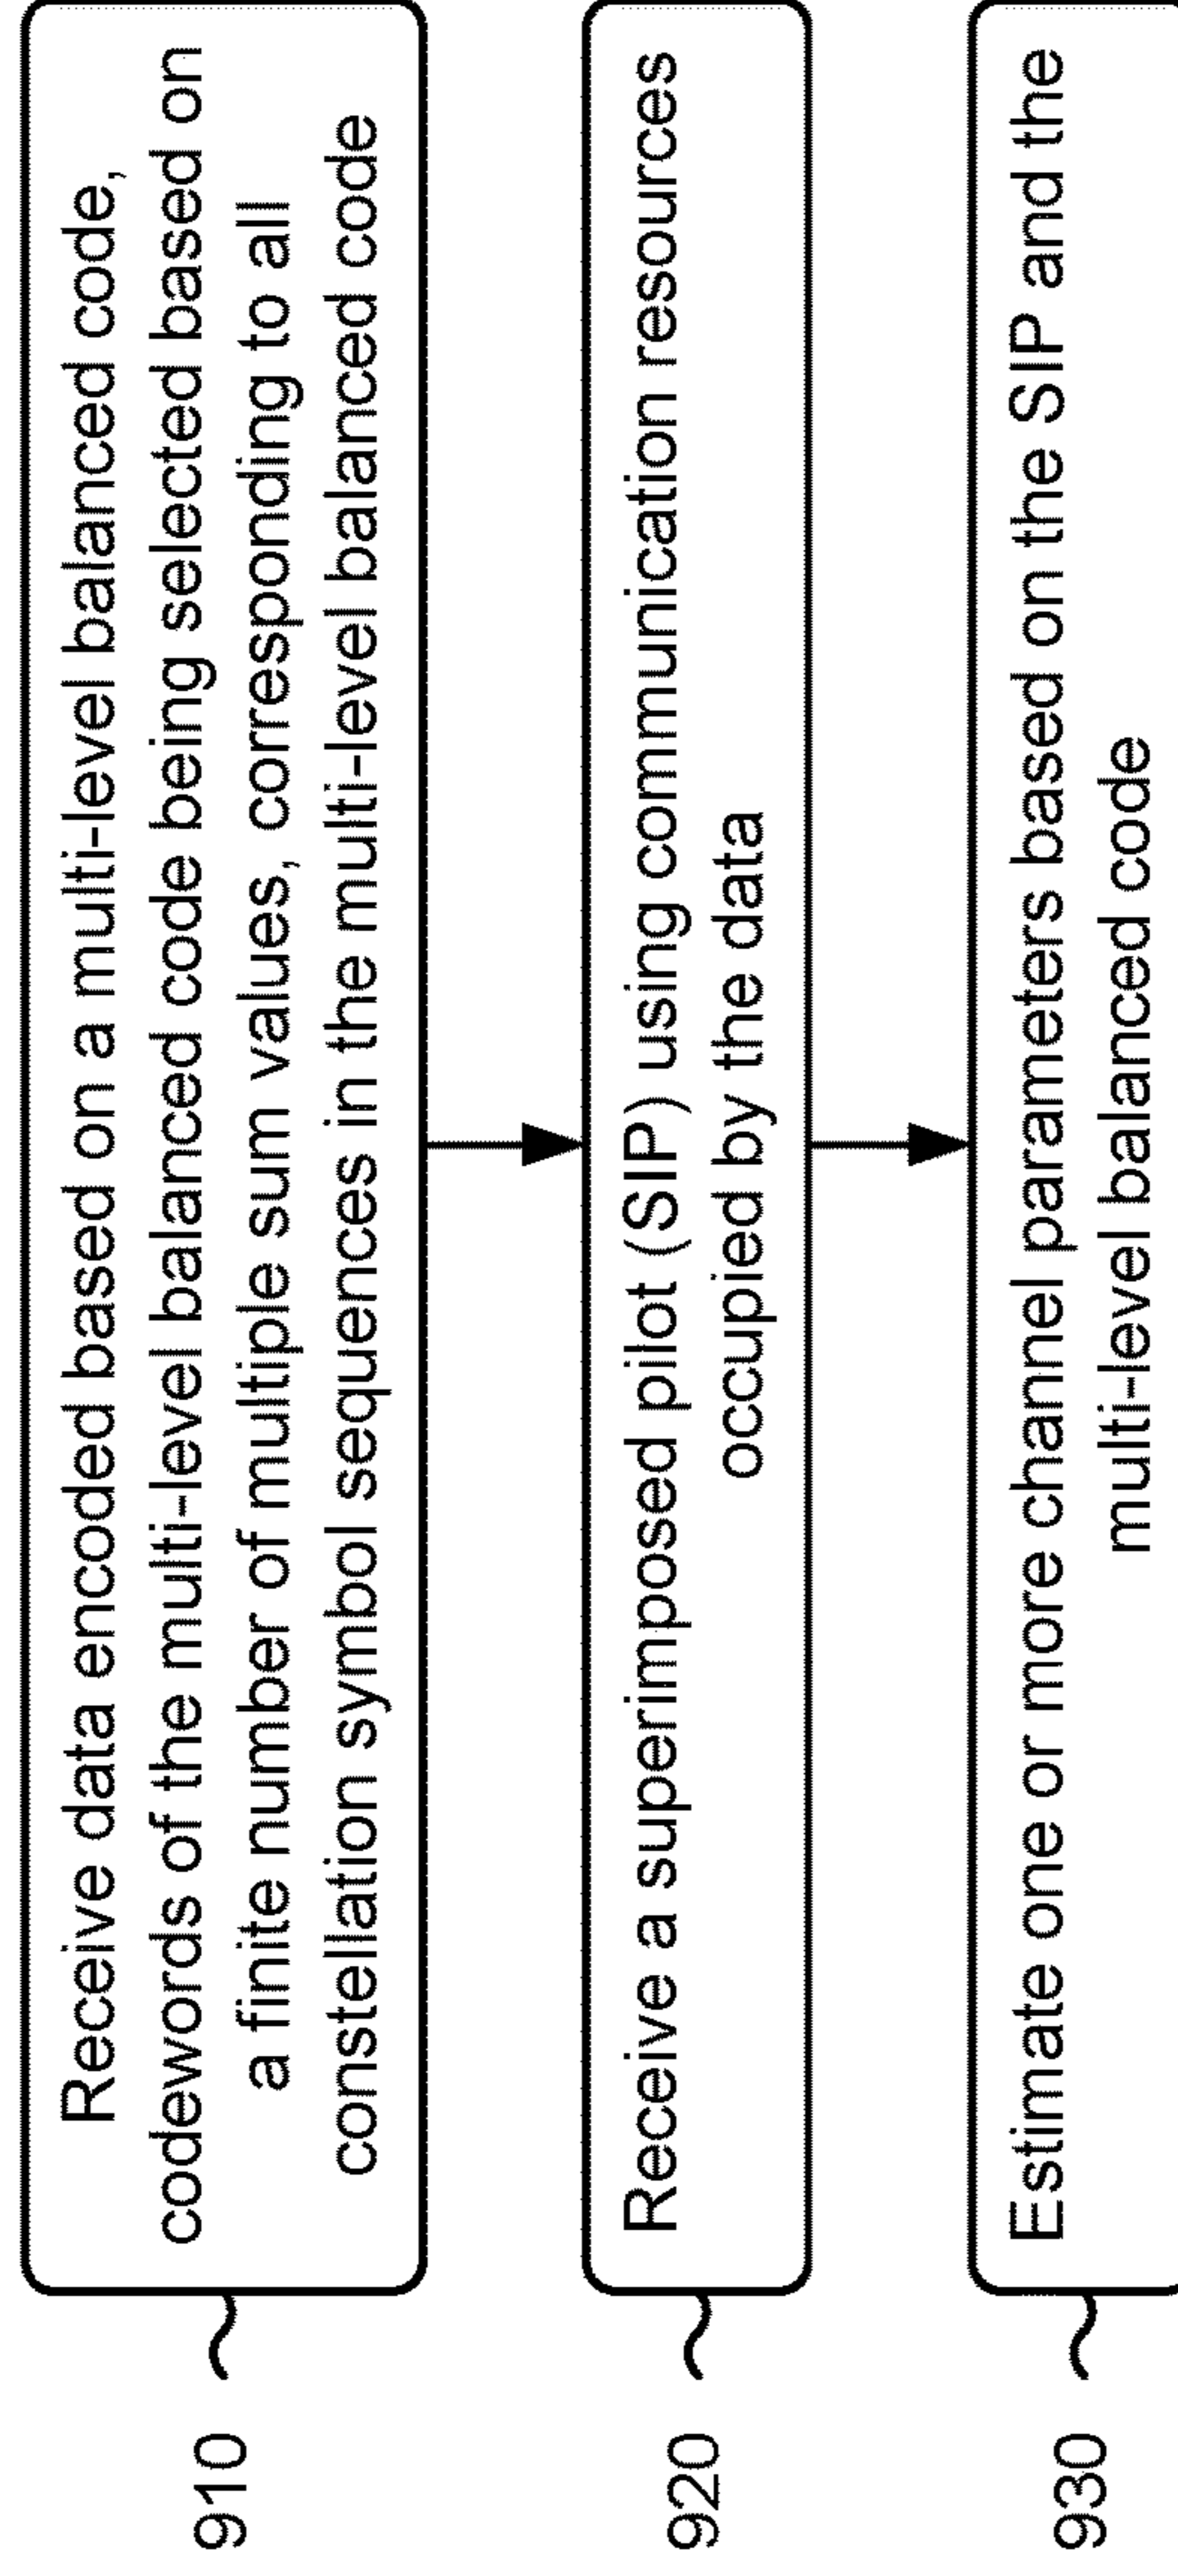 910
Receive data encoded based on a multi-level balanced code,
codewords of the multi-level balanced code being selected based on
a finite number of multiple sum values, corresponding to all
constellation symbol sequences in the multi-level balanced code
920
Receive a superimposed pilot (SIP) using communication resources
occupied by the data
930
Estimate one or more channel parameters based on the SIP and the
multi-level balanced code